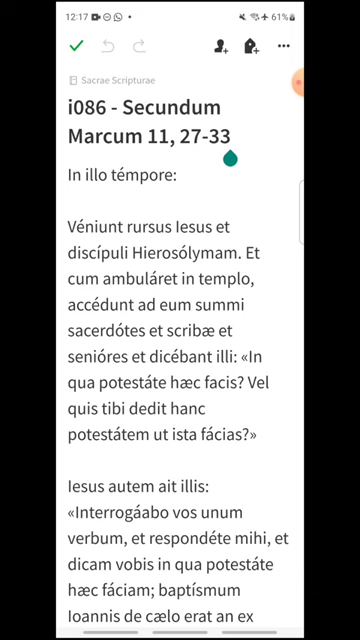 12:17
61%
Sacrae Scripturae
i086 - Secundum
Marcum 11, 27-33
In illo témpore:
Véniunt rursus Iesus et
discípuli Hierosólymam. Et
cum ambuláret in templo,
accédunt ad eum summi
sacerdótes et scribæ et
senióres et dicébant illi: «In
qua potestáte hæc facis? Vel
quis tibi dedit hanc
potestátem ut ista fácias?»
Iesus autem ait illis:
«Interrogáabo vos unum
verbum, et respondéte mihi, et
dicam vobis in qua potestáte
hæc fáciam; baptísmum
Ioannis de cælo erat an ex